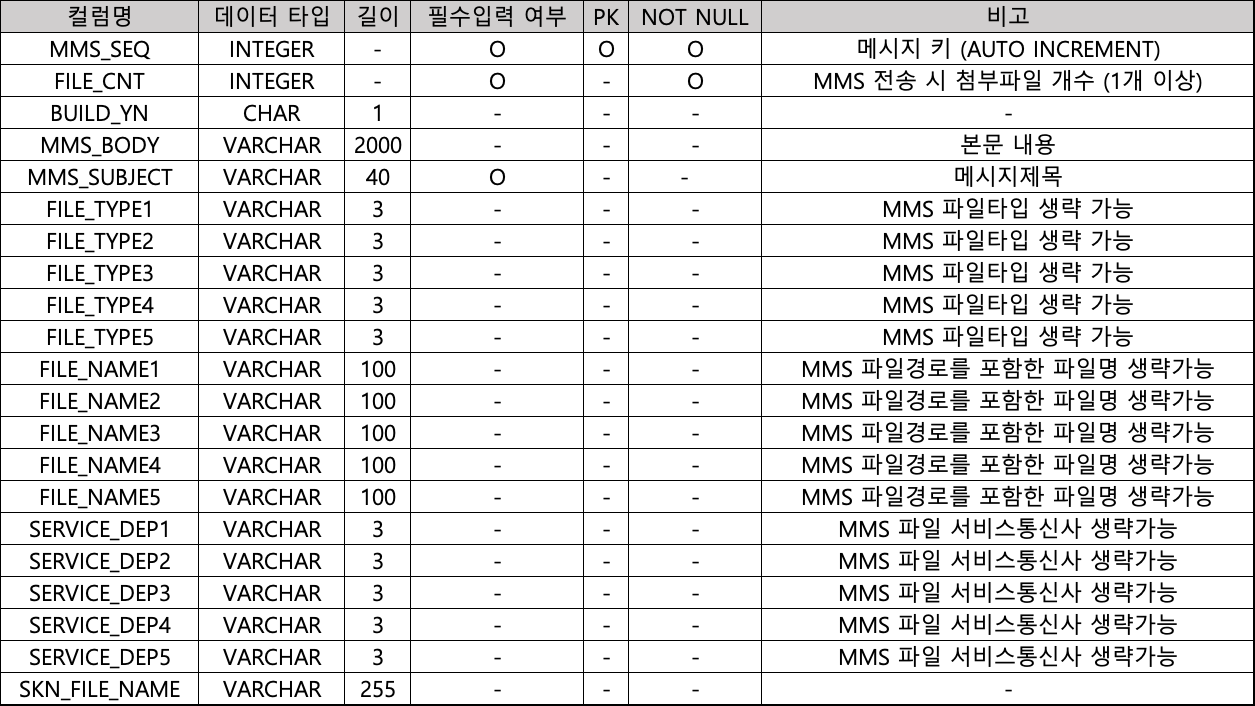 컬럼명 데이터 타입 길이 필수입력 여부 PK NOT NULL 비고
MMS_SEQ INTEGER - O O O 메시지 키 (AUTO INCREMENT)
FILE_CNT INTEGER - O - O MMS 전송 시 첨부파일 개수 (1개 이상)
BUILD_YN CHAR 1 - - - -
MMS_BODY VARCHAR 2000 - - - 본문 내용
MMS_SUBJECT VARCHAR 40 O - - 메시지제목
FILE_TYPE1 VARCHAR 3 - - - MMS 파일타입 생략 가능
FILE_TYPE2 VARCHAR 3 - - - MMS 파일타입 생략 가능
FILE_TYPE3 VARCHAR 3 - - - MMS 파일타입 생략 가능
FILE_TYPE4 VARCHAR 3 - - - MMS 파일타입 생략 가능
FILE_TYPE5 VARCHAR 3 - - - MMS 파일타입 생략 가능
FILE_NAME1 VARCHAR 100 - - - MMS 파일경로를 포함한 파일명 생략가능
FILE_NAME2 VARCHAR 100 - - - MMS 파일경로를 포함한 파일명 생략가능
FILE_NAME3 VARCHAR 100 - - - MMS 파일경로를 포함한 파일명 생략가능
FILE_NAME4 VARCHAR 100 - - - MMS 파일경로를 포함한 파일명 생략가능
FILE_NAME5 VARCHAR 100 - - - MMS 파일경로를 포함한 파일명 생략가능
SERVICE_DEP1 VARCHAR 3 - - - MMS 파일 서비스통신사 생략가능
SERVICE_DEP2 VARCHAR 3 - - - MMS 파일 서비스통신사 생략가능
SERVICE_DEP3 VARCHAR 3 - - - MMS 파일 서비스통신사 생략가능
SERVICE_DEP4 VARCHAR 3 - - - MMS 파일 서비스통신사 생략가능
SERVICE_DEP5 VARCHAR 3 - - - MMS 파일 서비스통신사 생략가능
SKN_FILE_NAME VARCHAR 255 - - - -